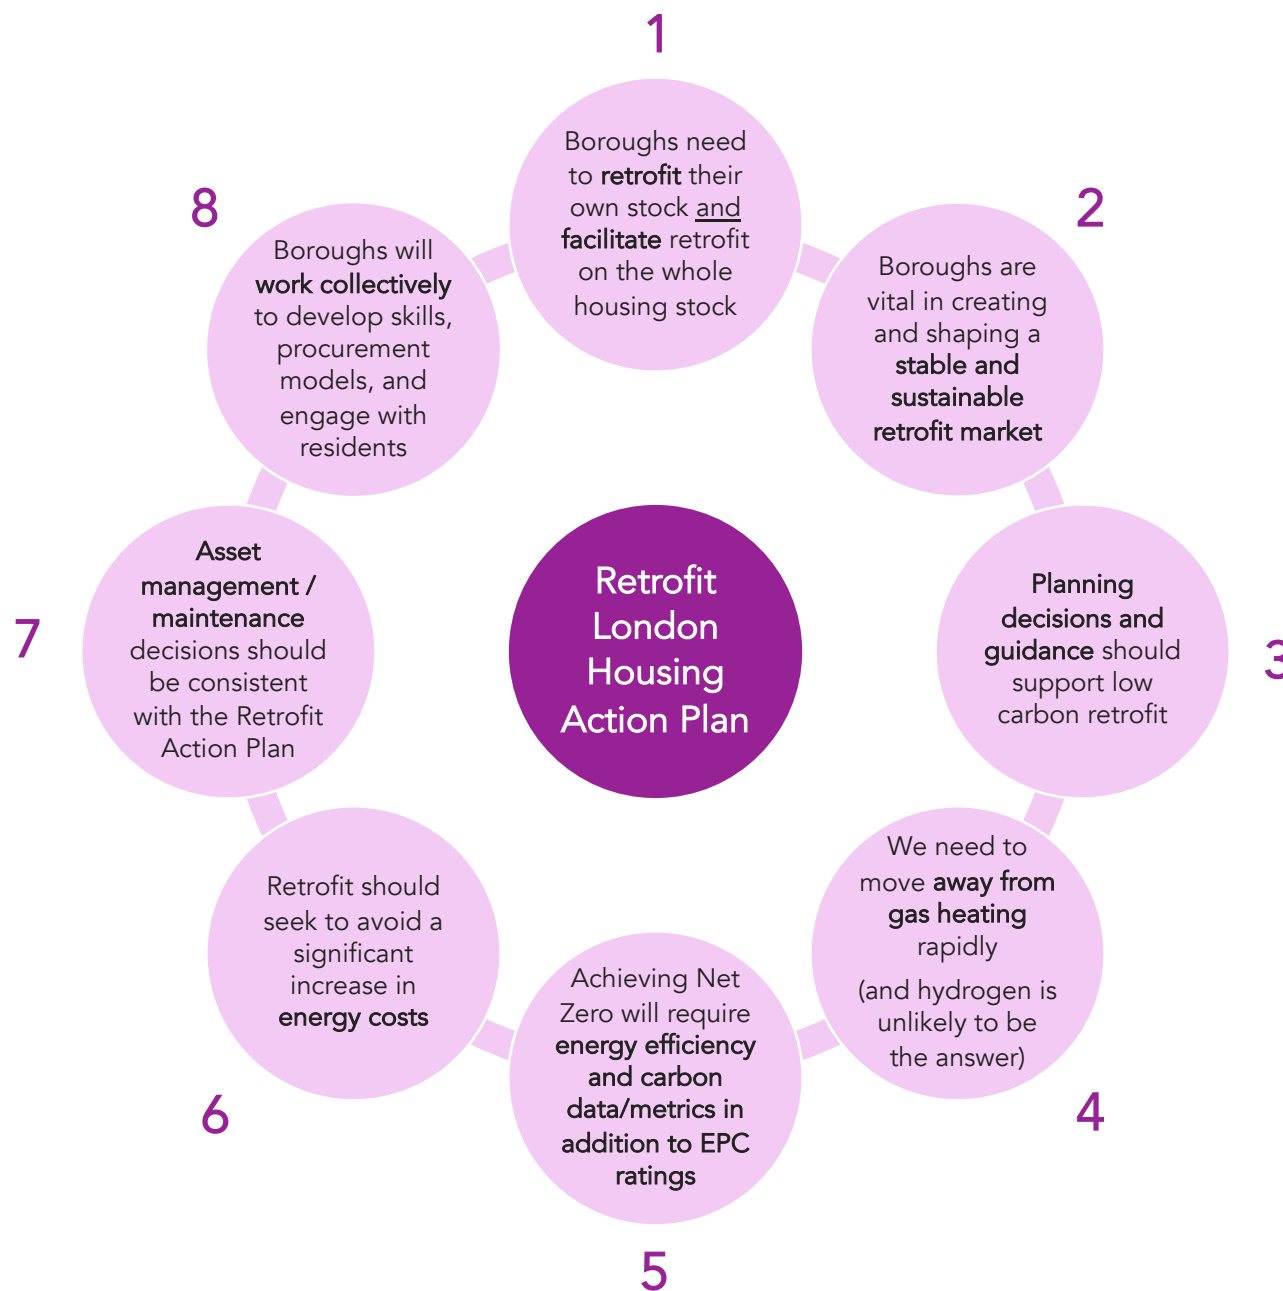 1
Boroughs need
to retrofit their
own stock and
facilitate retrofit
on the whole
housing stock
2
Boroughs are
vital in creating
and shaping a
stable and
sustainable
retrofit market
3
Planning
decisions and
guidance should
support low
carbon retrofit
4
We need to
move away from
gas heating
rapidly
(and hydrogen is
unlikely to be
the answer)
5
Achieving Net
Zero will require
energy efficiency
and carbon
data/metrics in
addition to EPC
ratings
6
Retrofit should
seek to avoid a
significant
increase in
energy costs
7
Asset
management /
maintenance
decisions should
be consistent
with the Retrofit
Action Plan
8
Boroughs will
work collectively
to develop skills,
procurement
models, and
engage with
residents
Retrofit
London
Housing
Action Plan